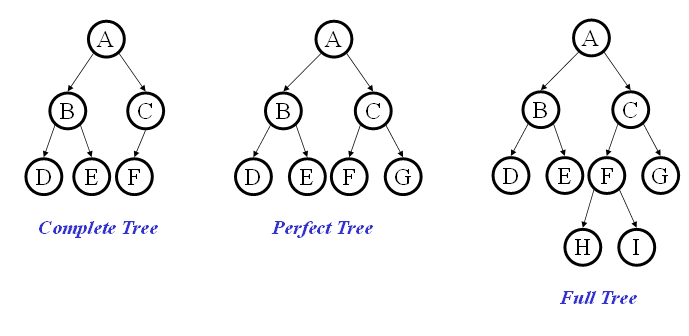 A A A
B C B C B C
D E F D E F G D E F G
H I
Complete Tree Perfect Tree
Full Tree